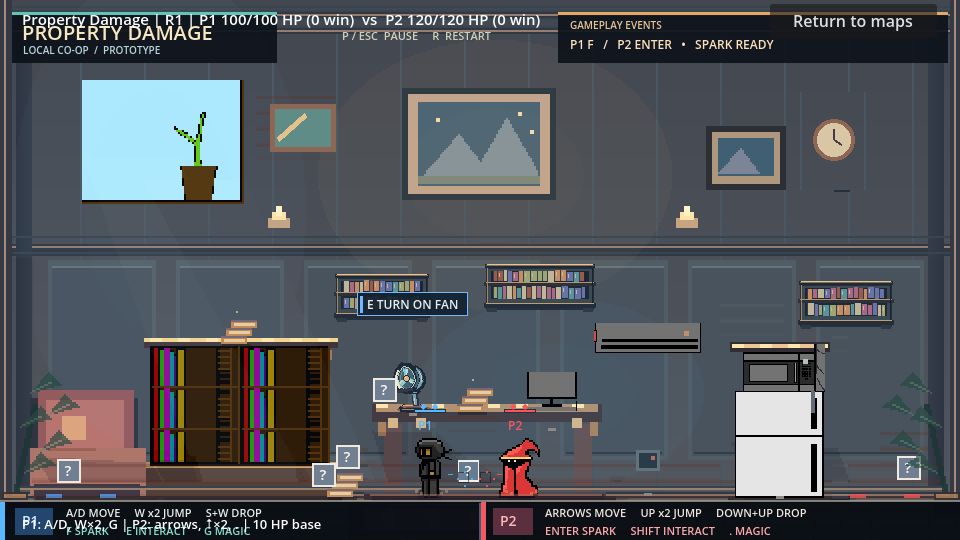 Property Damage | R1 | P1 100/100 HP (0 win)  vs  P2 120/120 HP (0 win)
PROPERTY DAMAGE
LOCAL CO-OP / PROTOTYPE
P / ESC PAUSE R RESTART
GAMEPLAY EVENTS
P1 F / P2 ENTER • SPARK READY
Return to maps
E TURN ON FAN
?
P1
P2
?
?
?
?
?
P1
A/D MOVE W x2 JUMP S+W DROP
P1: A/D, W×2, G | P2: arrows, ↑×2, . | 10 HP base
F SPARK E INTERACT G MAGIC
P2
ARROWS MOVE UP x2 JUMP DOWN+UP DROP
ENTER SPARK SHIFT INTERACT . MAGIC